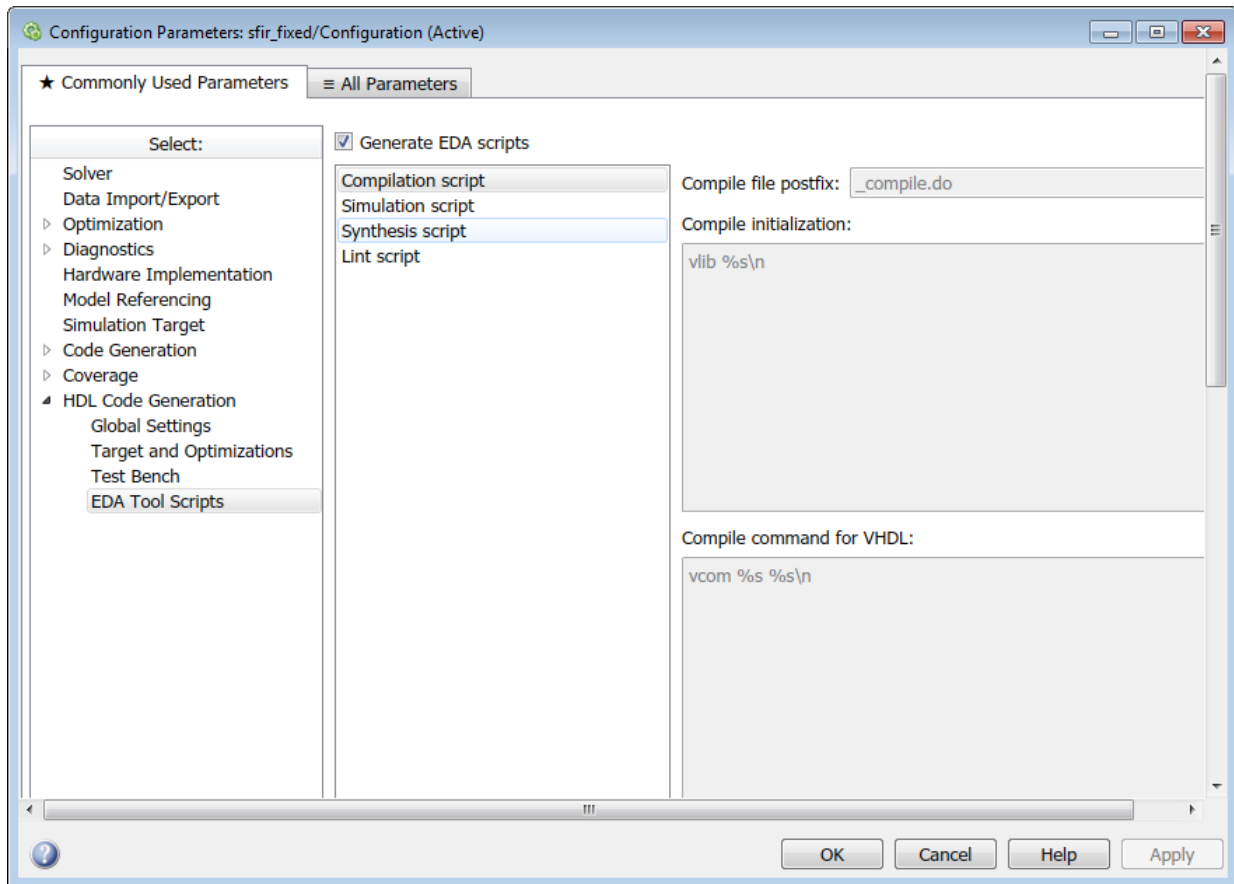 Configuration Parameters: sfir_fixed/Configuration (Active)
★ Commonly Used Parameters
≡ All Parameters
Select:
Solver
Data Import/Export
Optimization
Diagnostics
Hardware Implementation
Model Referencing
Simulation Target
Code Generation
Coverage
HDL Code Generation
Global Settings
Target and Optimizations
Test Bench
EDA Tool Scripts
Generate EDA scripts
Compilation script
Simulation script
Synthesis script
Lint script
Compile file postfix: _compile.do
Compile initialization:
vlib %s\n
Compile command for VHDL:
vcom %s %s\n
OK
Cancel
Help
Apply